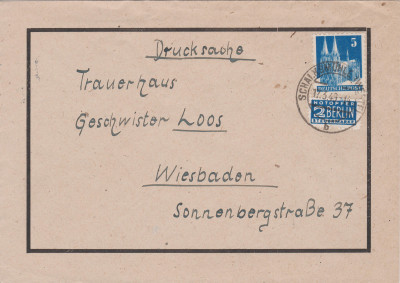 Drucksache
5
DEUTSCHE POST
NOTOPFER
2 BERLIN
STEUERMARKE
b
Trauerhaus
Geschwister Loos
Wiesbaden
Sonnenbergstraße 37